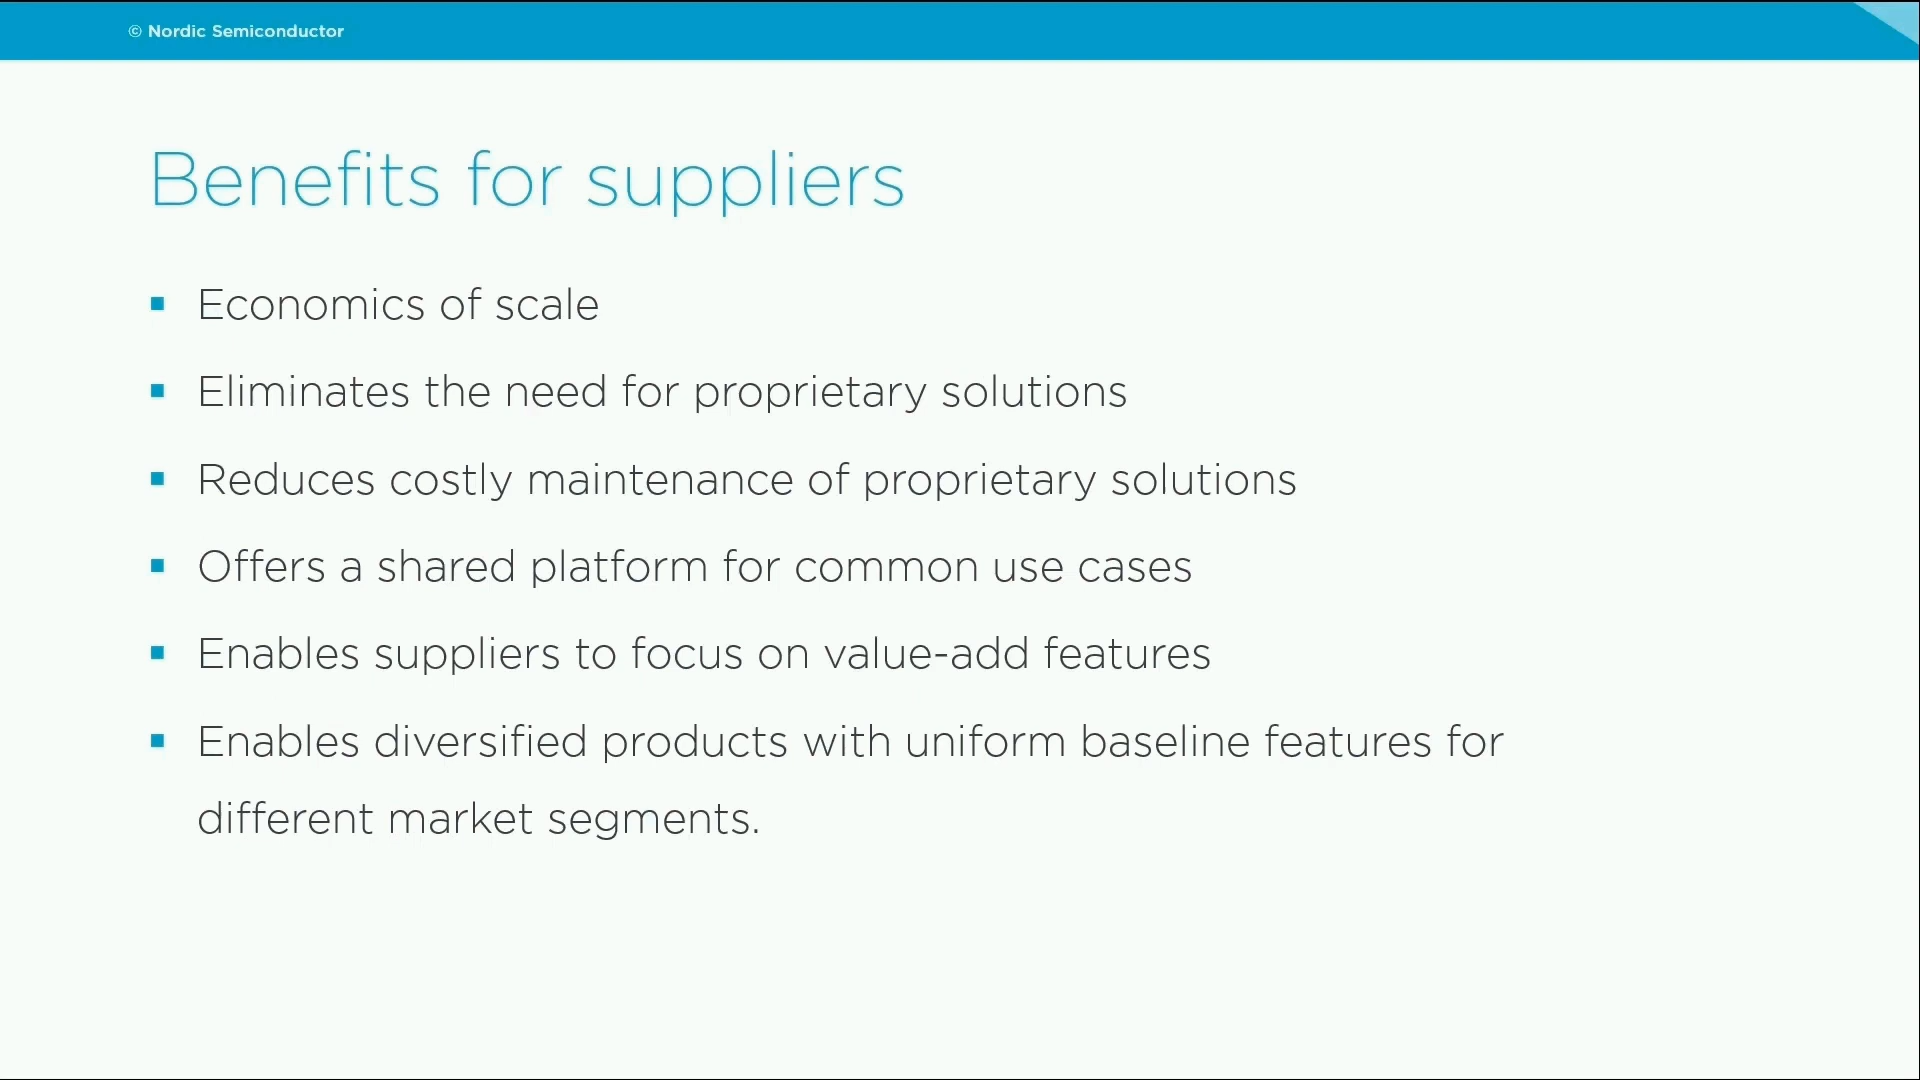 © Nordic Semiconductor
Benefits for suppliers
▪ Economics of scale
▪ Eliminates the need for proprietary solutions
▪ Reduces costly maintenance of proprietary solutions
▪ Offers a shared platform for common use cases
▪ Enables suppliers to focus on value-add features
▪ Enables diversified products with uniform baseline features for
different market segments.